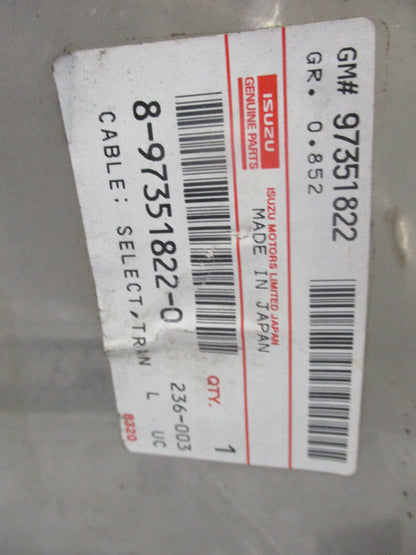 GM# 97351822
GR. 0.852
ISUZU
GENUINE PARTS
ISUZU MOTORS LIMITED JAPAN
MADE IN JAPAN
QTY.
1
8-97351822-0
236-003
CABLE; SELECT,TRN
L UC
8320